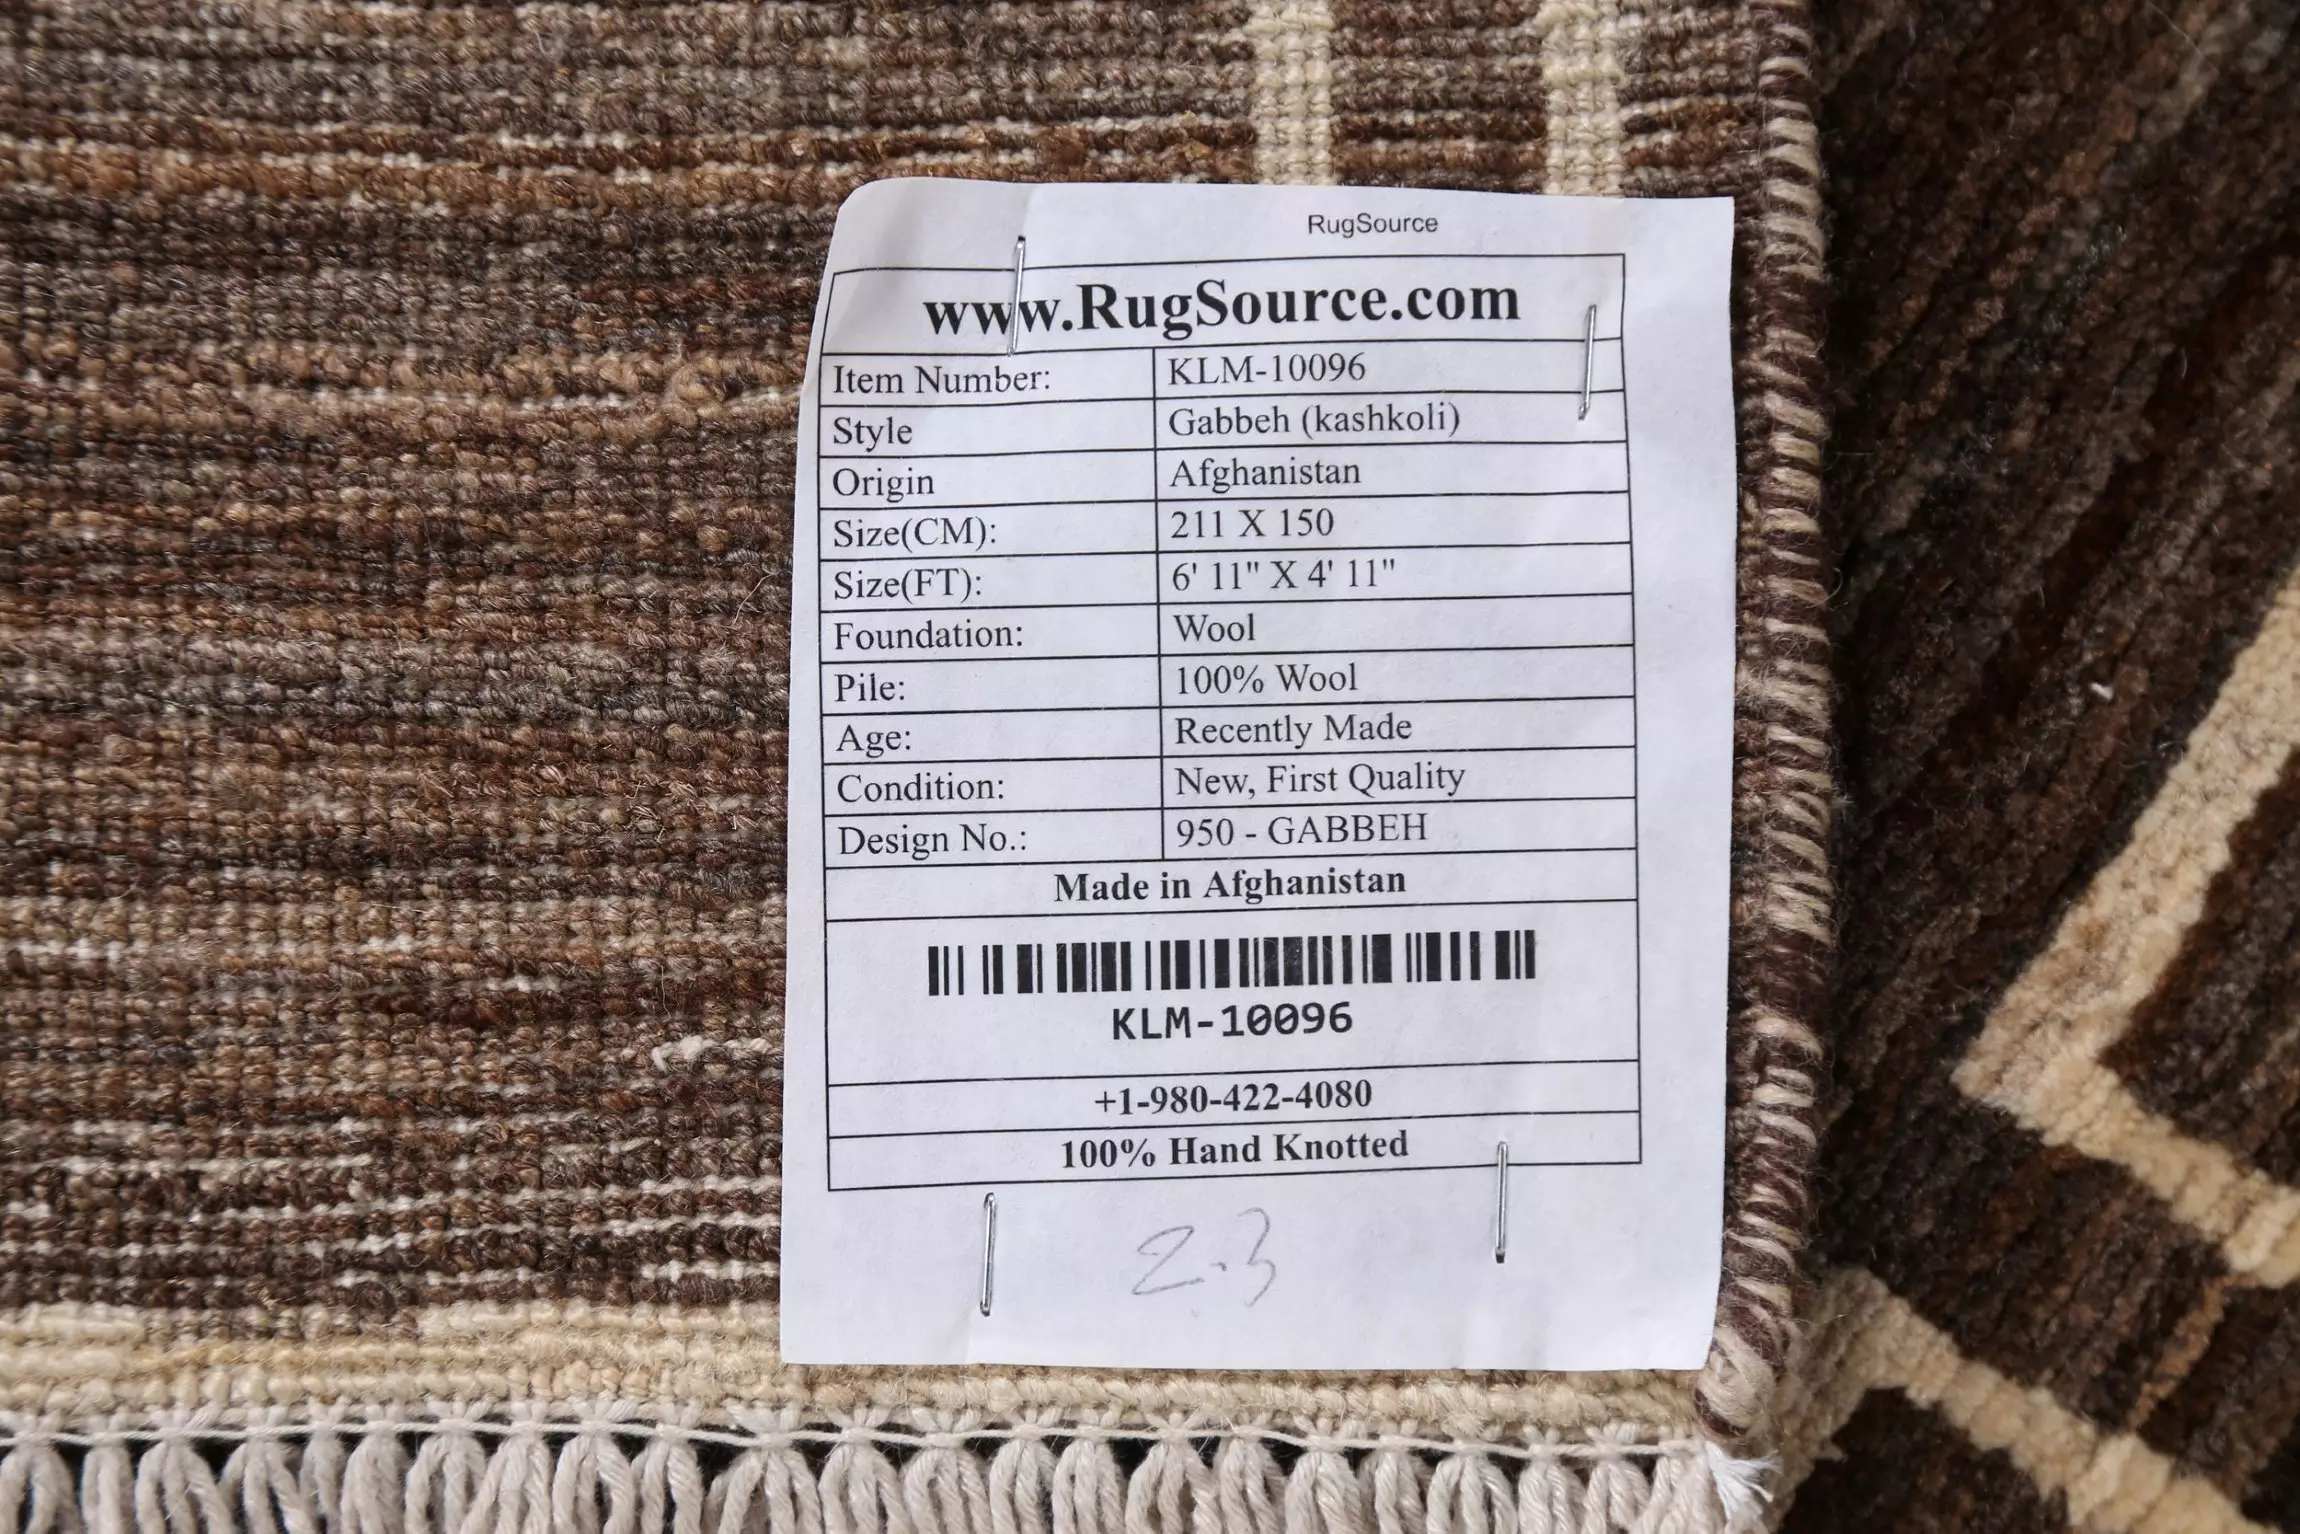 RugSource
www.RugSource.com
Item Number: KLM-10096
Style Gabbeh (kashkoli)
Origin Afghanistan
Size(CM): 211 X 150
Size(FT): 6' 11" X 4' 11"
Foundation: Wool
Pile: 100% Wool
Age: Recently Made
Condition: New, First Quality
Design No.: 950 - GABBEH
Made in Afghanistan
KLM-10096
+1-980-422-4080
100% Hand Knotted
2.3